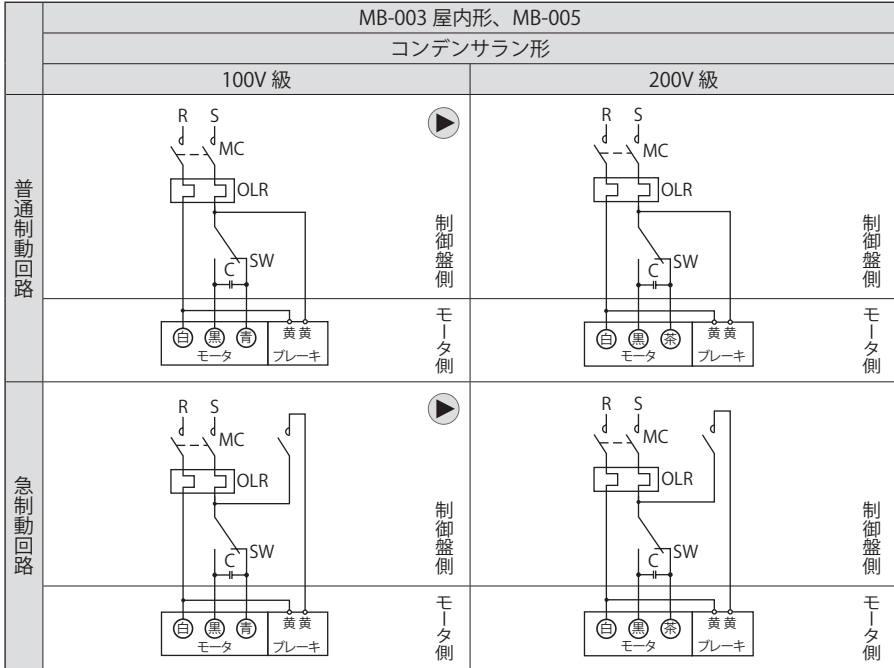 MB-003 屋内形、MB-005
コンデンサラン形
100V 級
200V 級
普通制動回路
R S
MC
OLR
SW
C
白 黒 青
モータ
黄 黄
ブレーキ
制御盤側
モータ側
R S
MC
OLR
SW
C
白 黒 茶
モータ
黄 黄
ブレーキ
制御盤側
モータ側
急制動回路
R S
MC
OLR
SW
C
白 黒 青
モータ
黄 黄
ブレーキ
制御盤側
モータ側
R S
MC
OLR
SW
C
白 黒 茶
モータ
黄 黄
ブレーキ
制御盤側
モータ側